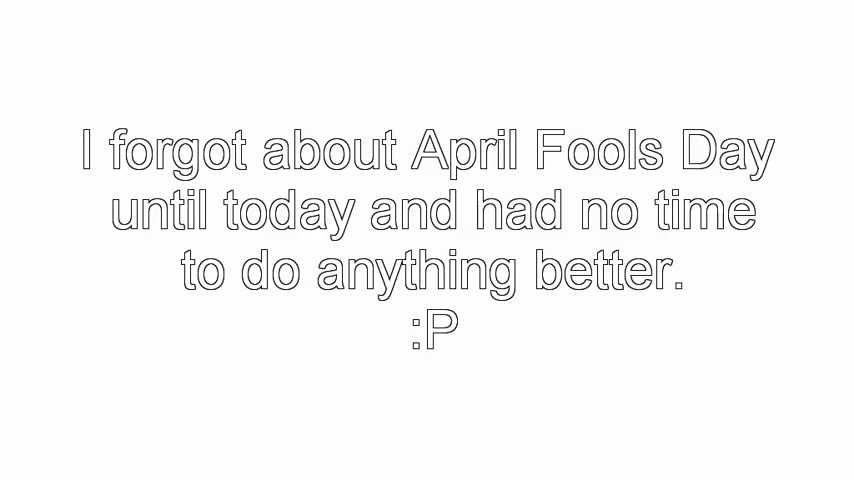 I forgot about April Fools Day
until today and had no time
to do anything better.
:P